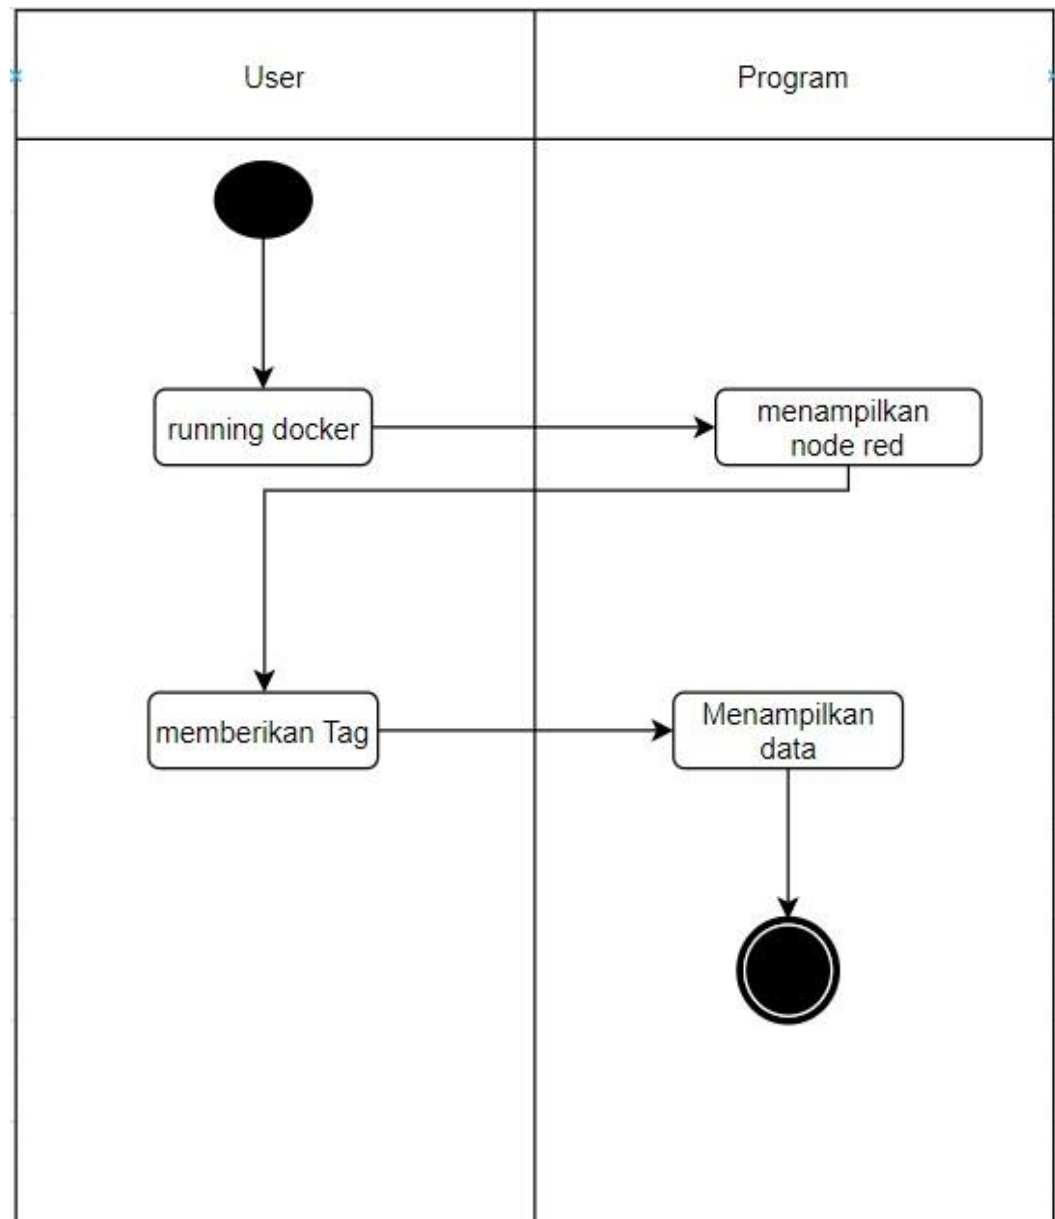 User
Program
running docker
menampilkan
node red
memberikan Tag
Menampilkan
data